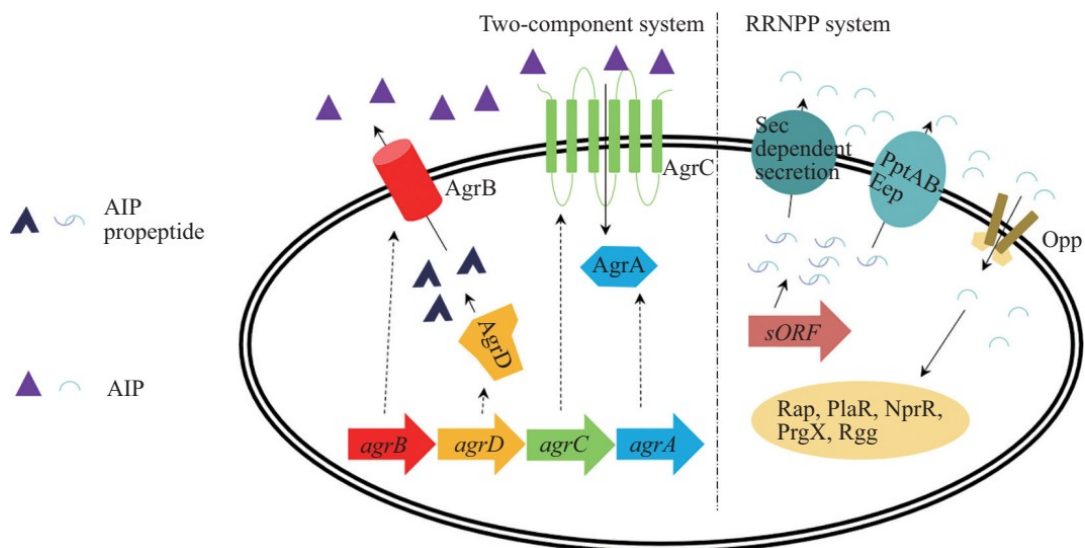 Two-component system
RRNPP system
AgrB
AgrC
Sec
dependent
secretion
PptAB
Eep
Opp
AIP
propeptide
AgrA
AgrD
sORF
AIP
Rap, PlaR, NprR,
PrgX, Rgg
agrB
agrD
agrC
agrA